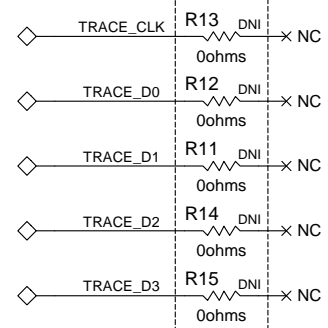 TRACE_CLK R13 DNI NC
0ohms
TRACE_D0 R12 DNI NC
0ohms
TRACE_D1 R11 DNI NC
0ohms
TRACE_D2 R14 DNI NC
0ohms
TRACE_D3 R15 DNI NC
0ohms